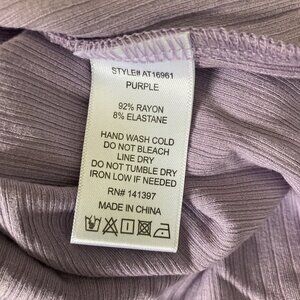 STYLE# AT16961
PURPLE
92% RAYON
8% ELASTANE
HAND WASH COLD
DO NOT BLEACH
LINE DRY
DO NOT TUMBLE DRY
IRON LOW IF NEEDED
RN# 141397
MADE IN CHINA